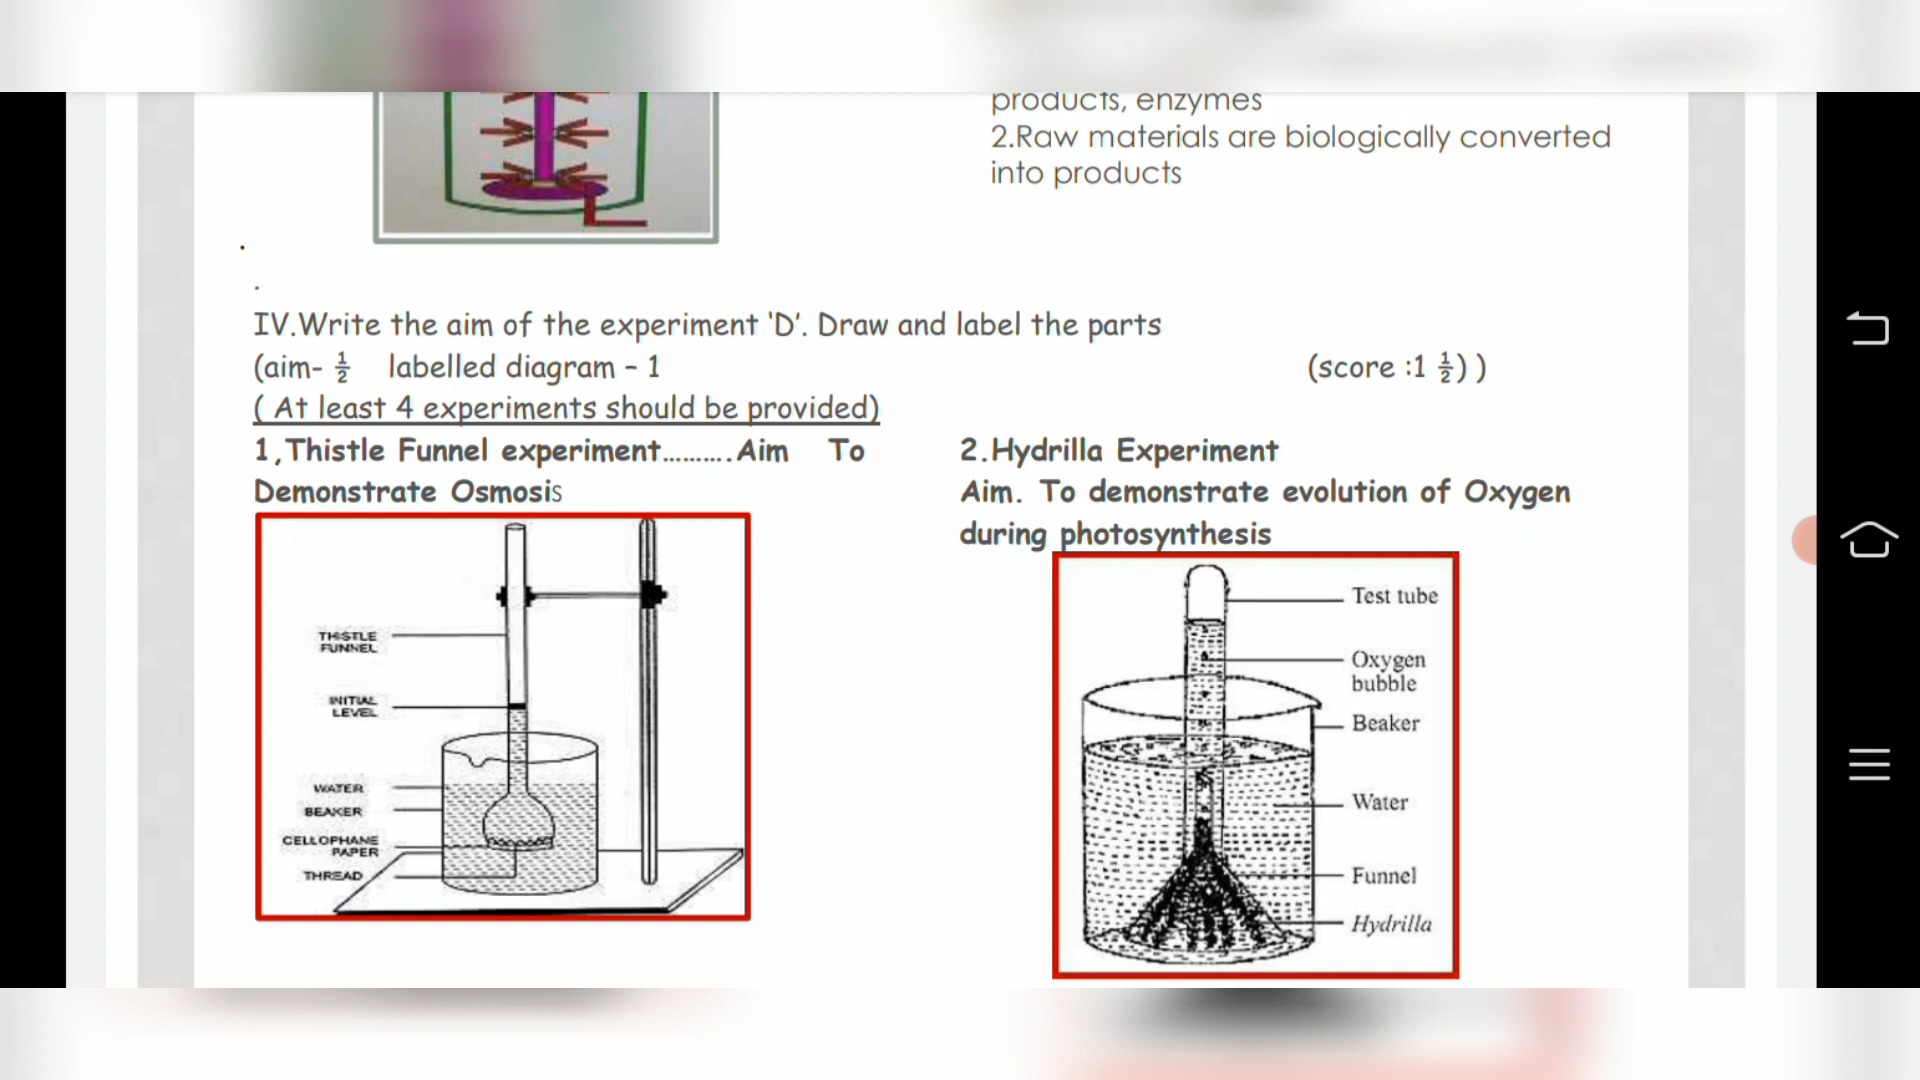 products, enzymes
2.Raw materials are biologically converted
into products
IV.Write the aim of the experiment 'D'. Draw and label the parts
(aim- ½ labelled diagram – 1 (score :1 ½) )
( At least 4 experiments should be provided)
1,Thistle Funnel experiment……….Aim To
Demonstrate Osmosis
THISTLE
FUNNEL
INITIAL
LEVEL
WATER
BEAKER
CELLOPHANE
PAPER
THREAD
2.Hydrilla Experiment
Aim. To demonstrate evolution of Oxygen
during photosynthesis
Test tube
Oxygen
bubble
Beaker
Water
Funnel
Hydrilla